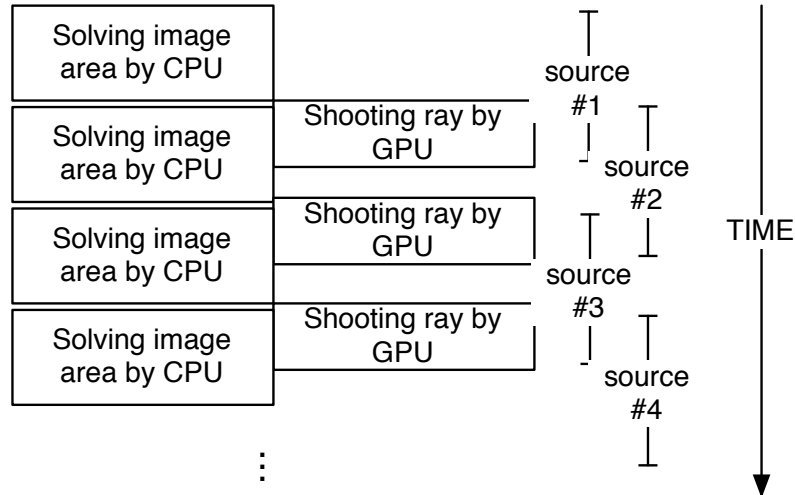 Solving image
area by CPU
source
#1
Solving image
area by CPU
Shooting ray by
GPU
source
#2
Solving image
area by CPU
Shooting ray by
GPU
TIME
source
#3
Solving image
area by CPU
Shooting ray by
GPU
source
#4
⋮